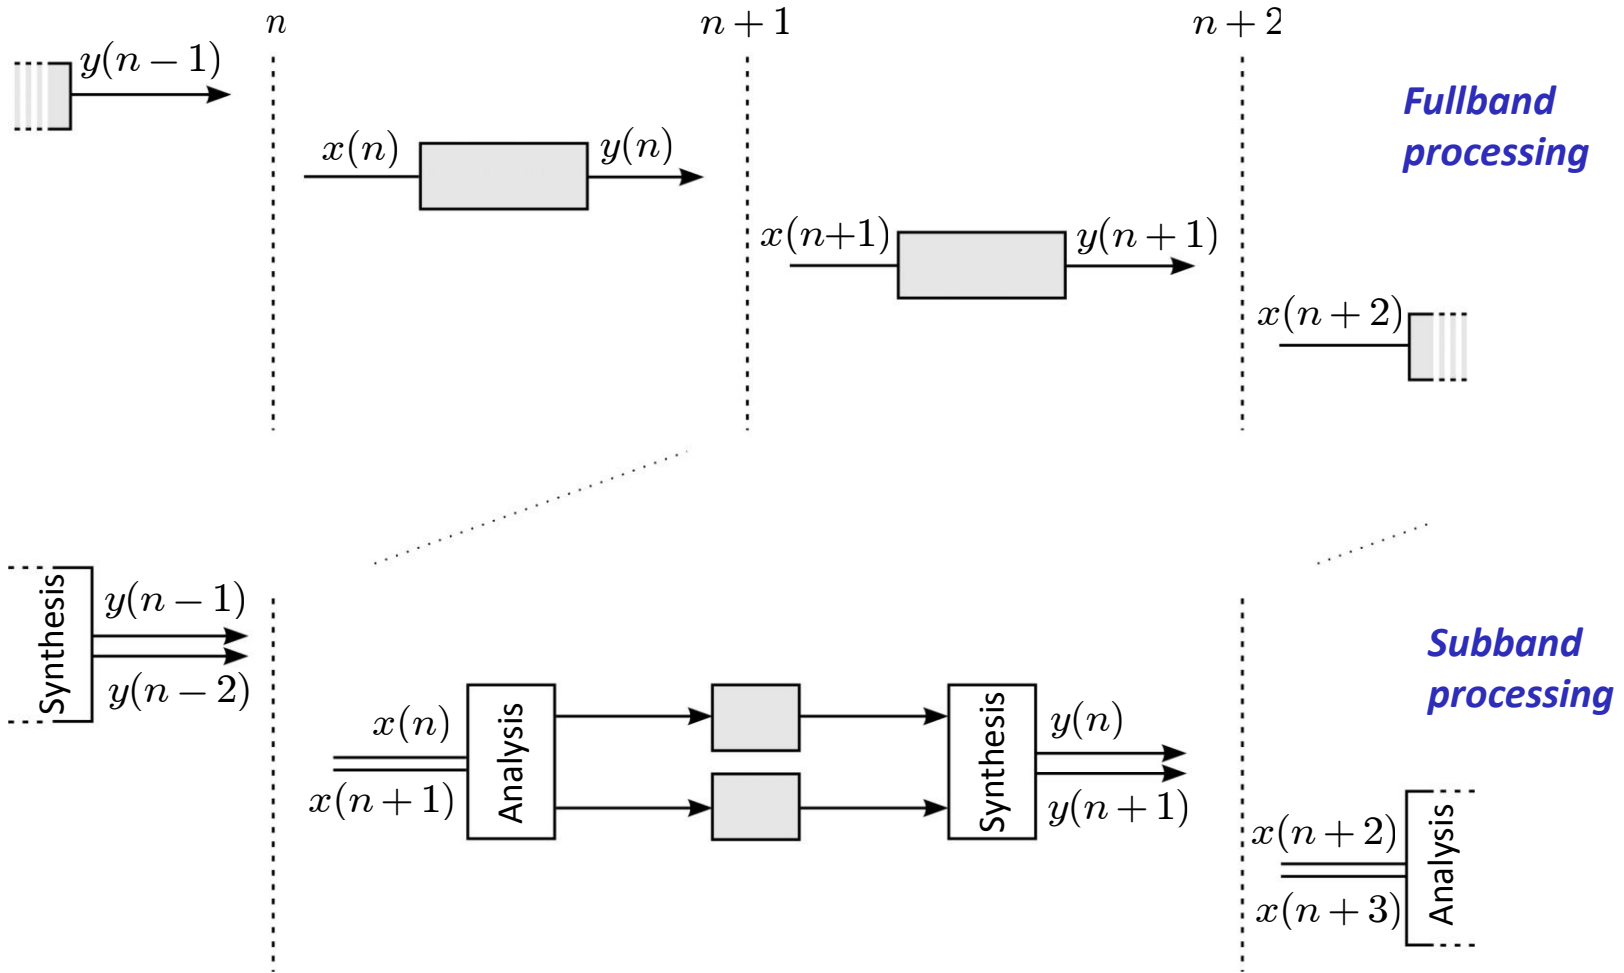 n
n + 1
n + 2
y(n − 1)
x(n)
y(n)
x(n+1)
y(n + 1)
x(n + 2)
Fullband
processing
Synthesis
y(n − 1)
y(n − 2)
x(n)
x(n + 1)
Analysis
Synthesis
y(n)
y(n + 1)
x(n + 2)
x(n + 3)
Analysis
Subband
processing